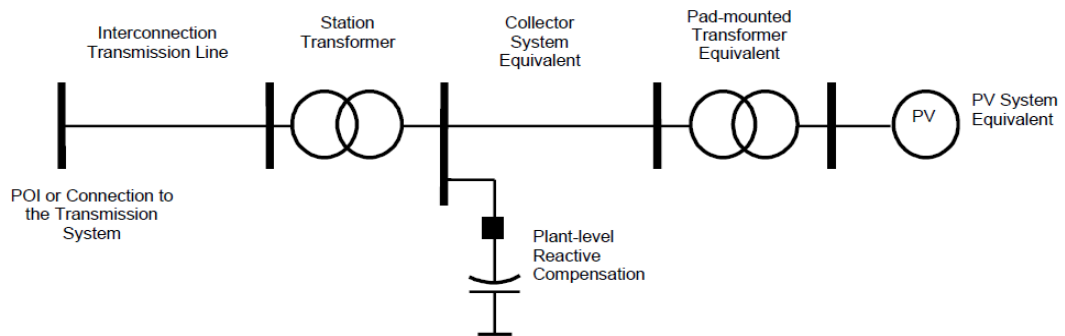 Interconnection
Transmission Line
Station
Transformer
Collector
System
Equivalent
Pad-mounted
Transformer
Equivalent
PV
PV System
Equivalent
POI or Connection to
the Transmission
System
Plant-level
Reactive
Compensation